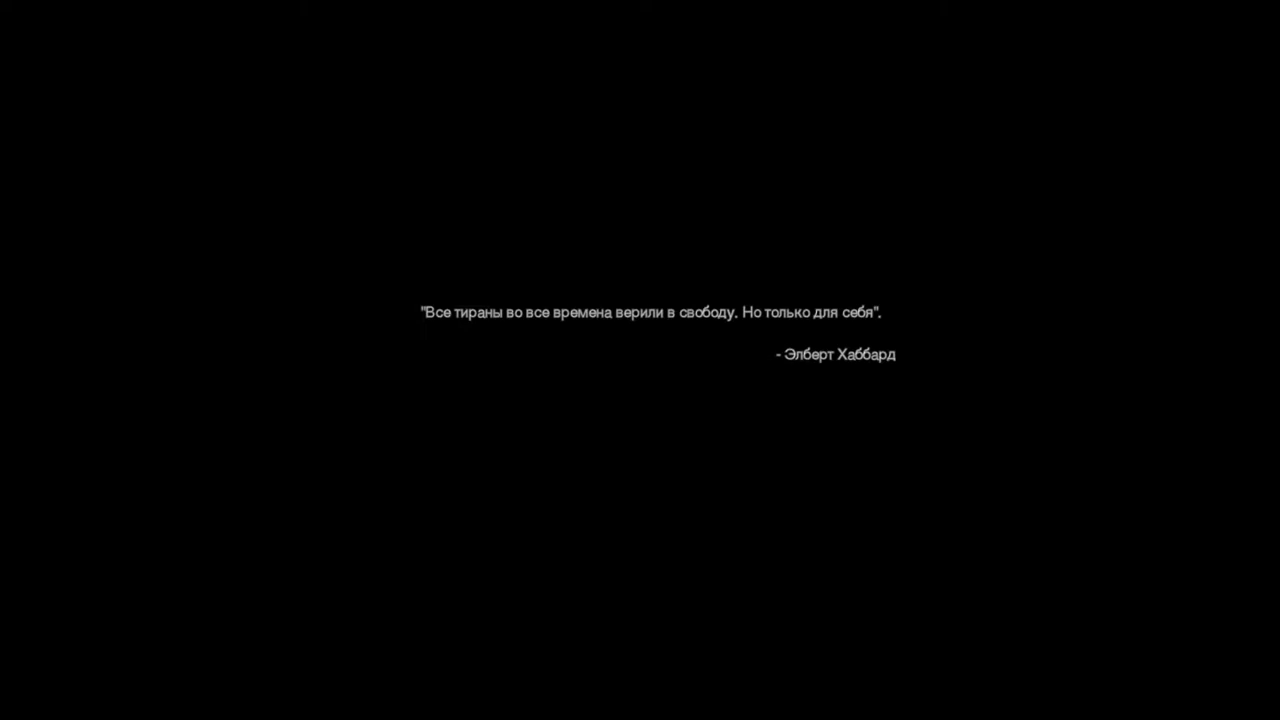 "Все тираны во все времена верили в свободу. Но только для себя".
- Элберт Хаббард